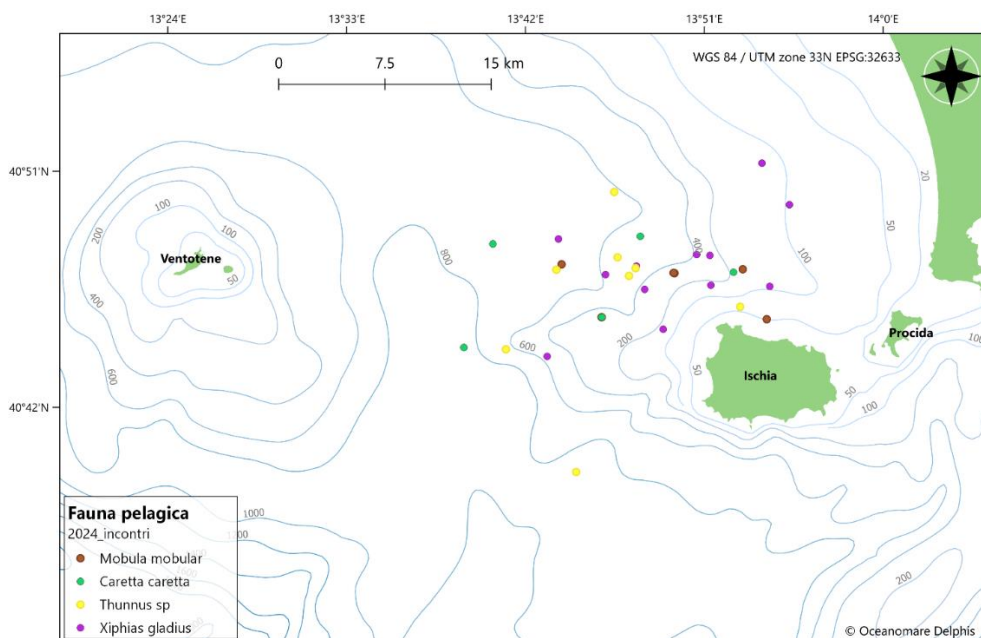 13°24'E 13°33'E 13°42'E 13°51'E 14°0'E
0 7.5 15 km
WGS 84 / UTM zone 33N EPSG:32633
40°51'N
20
100
200
100
50
Ventotene
50
800
400
100
50
400
600
600
200
50
Procida
100
Ischia
50
100
40°42'N
Fauna pelagica
2024_incontri
Mobula mobular
Caretta caretta
Thunnus sp
Xiphias gladius
1000
200
© Oceanomare Delphis